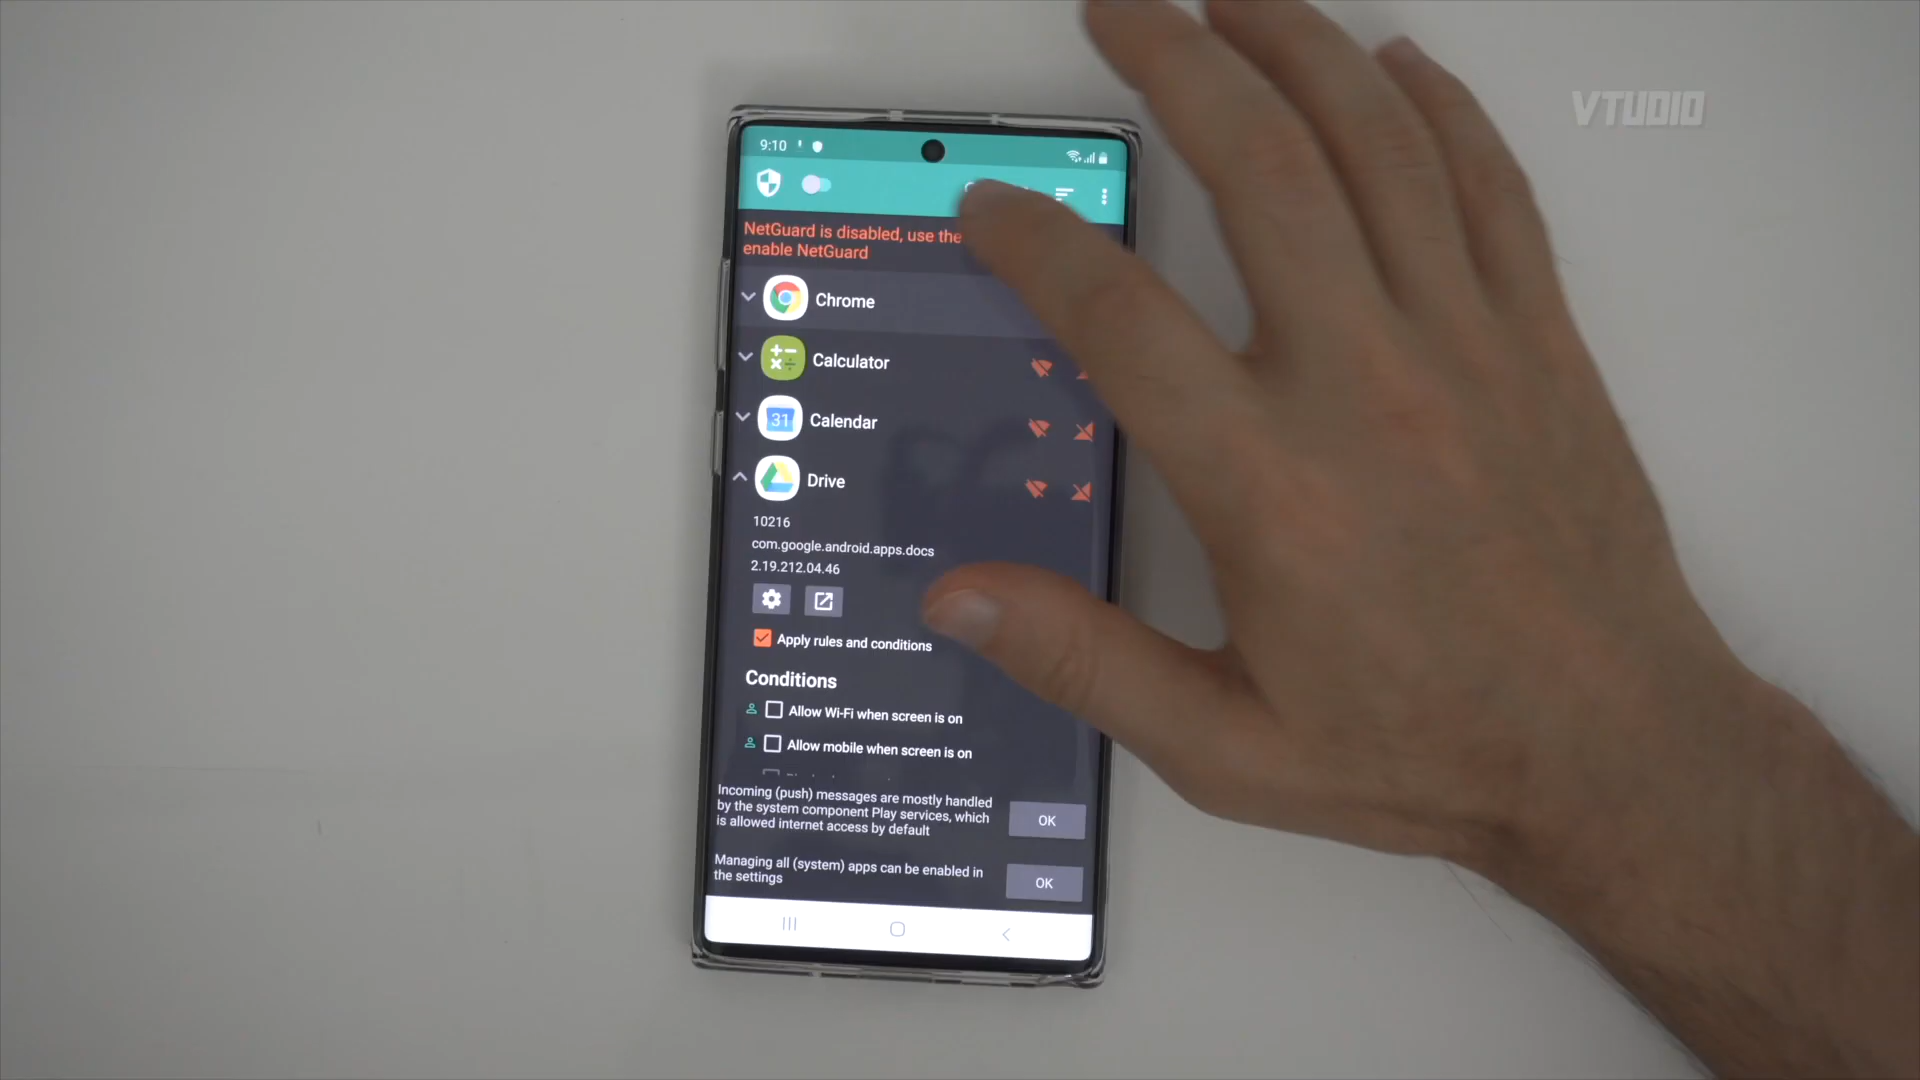 VTUDIO
9:10
NetGuard is disabled, use the
enable NetGuard
Chrome
Calculator
31
Calendar
Drive
10216
com.google.android.apps.docs
2.19.212.04.46
Apply rules and conditions
Conditions
Allow Wi-Fi when screen is on
Allow mobile when screen is on
Incoming (push) messages are mostly handled
by the system component Play services, which
is allowed internet access by default
OK
Managing all (system) apps can be enabled in
the settings
OK